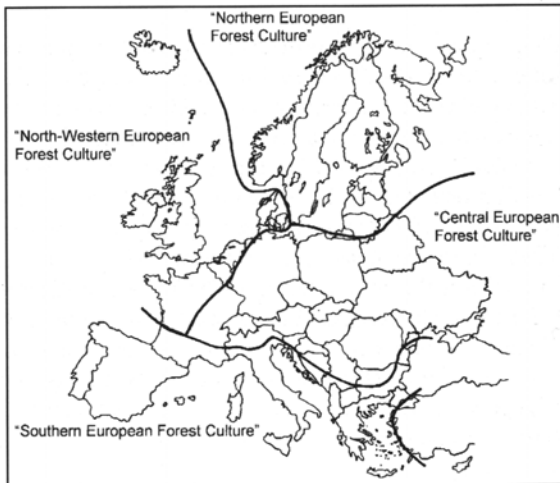 "Northern European
Forest Culture"
"North-Western European
Forest Culture"
"Central European
Forest Culture"
"Southern European Forest Culture"